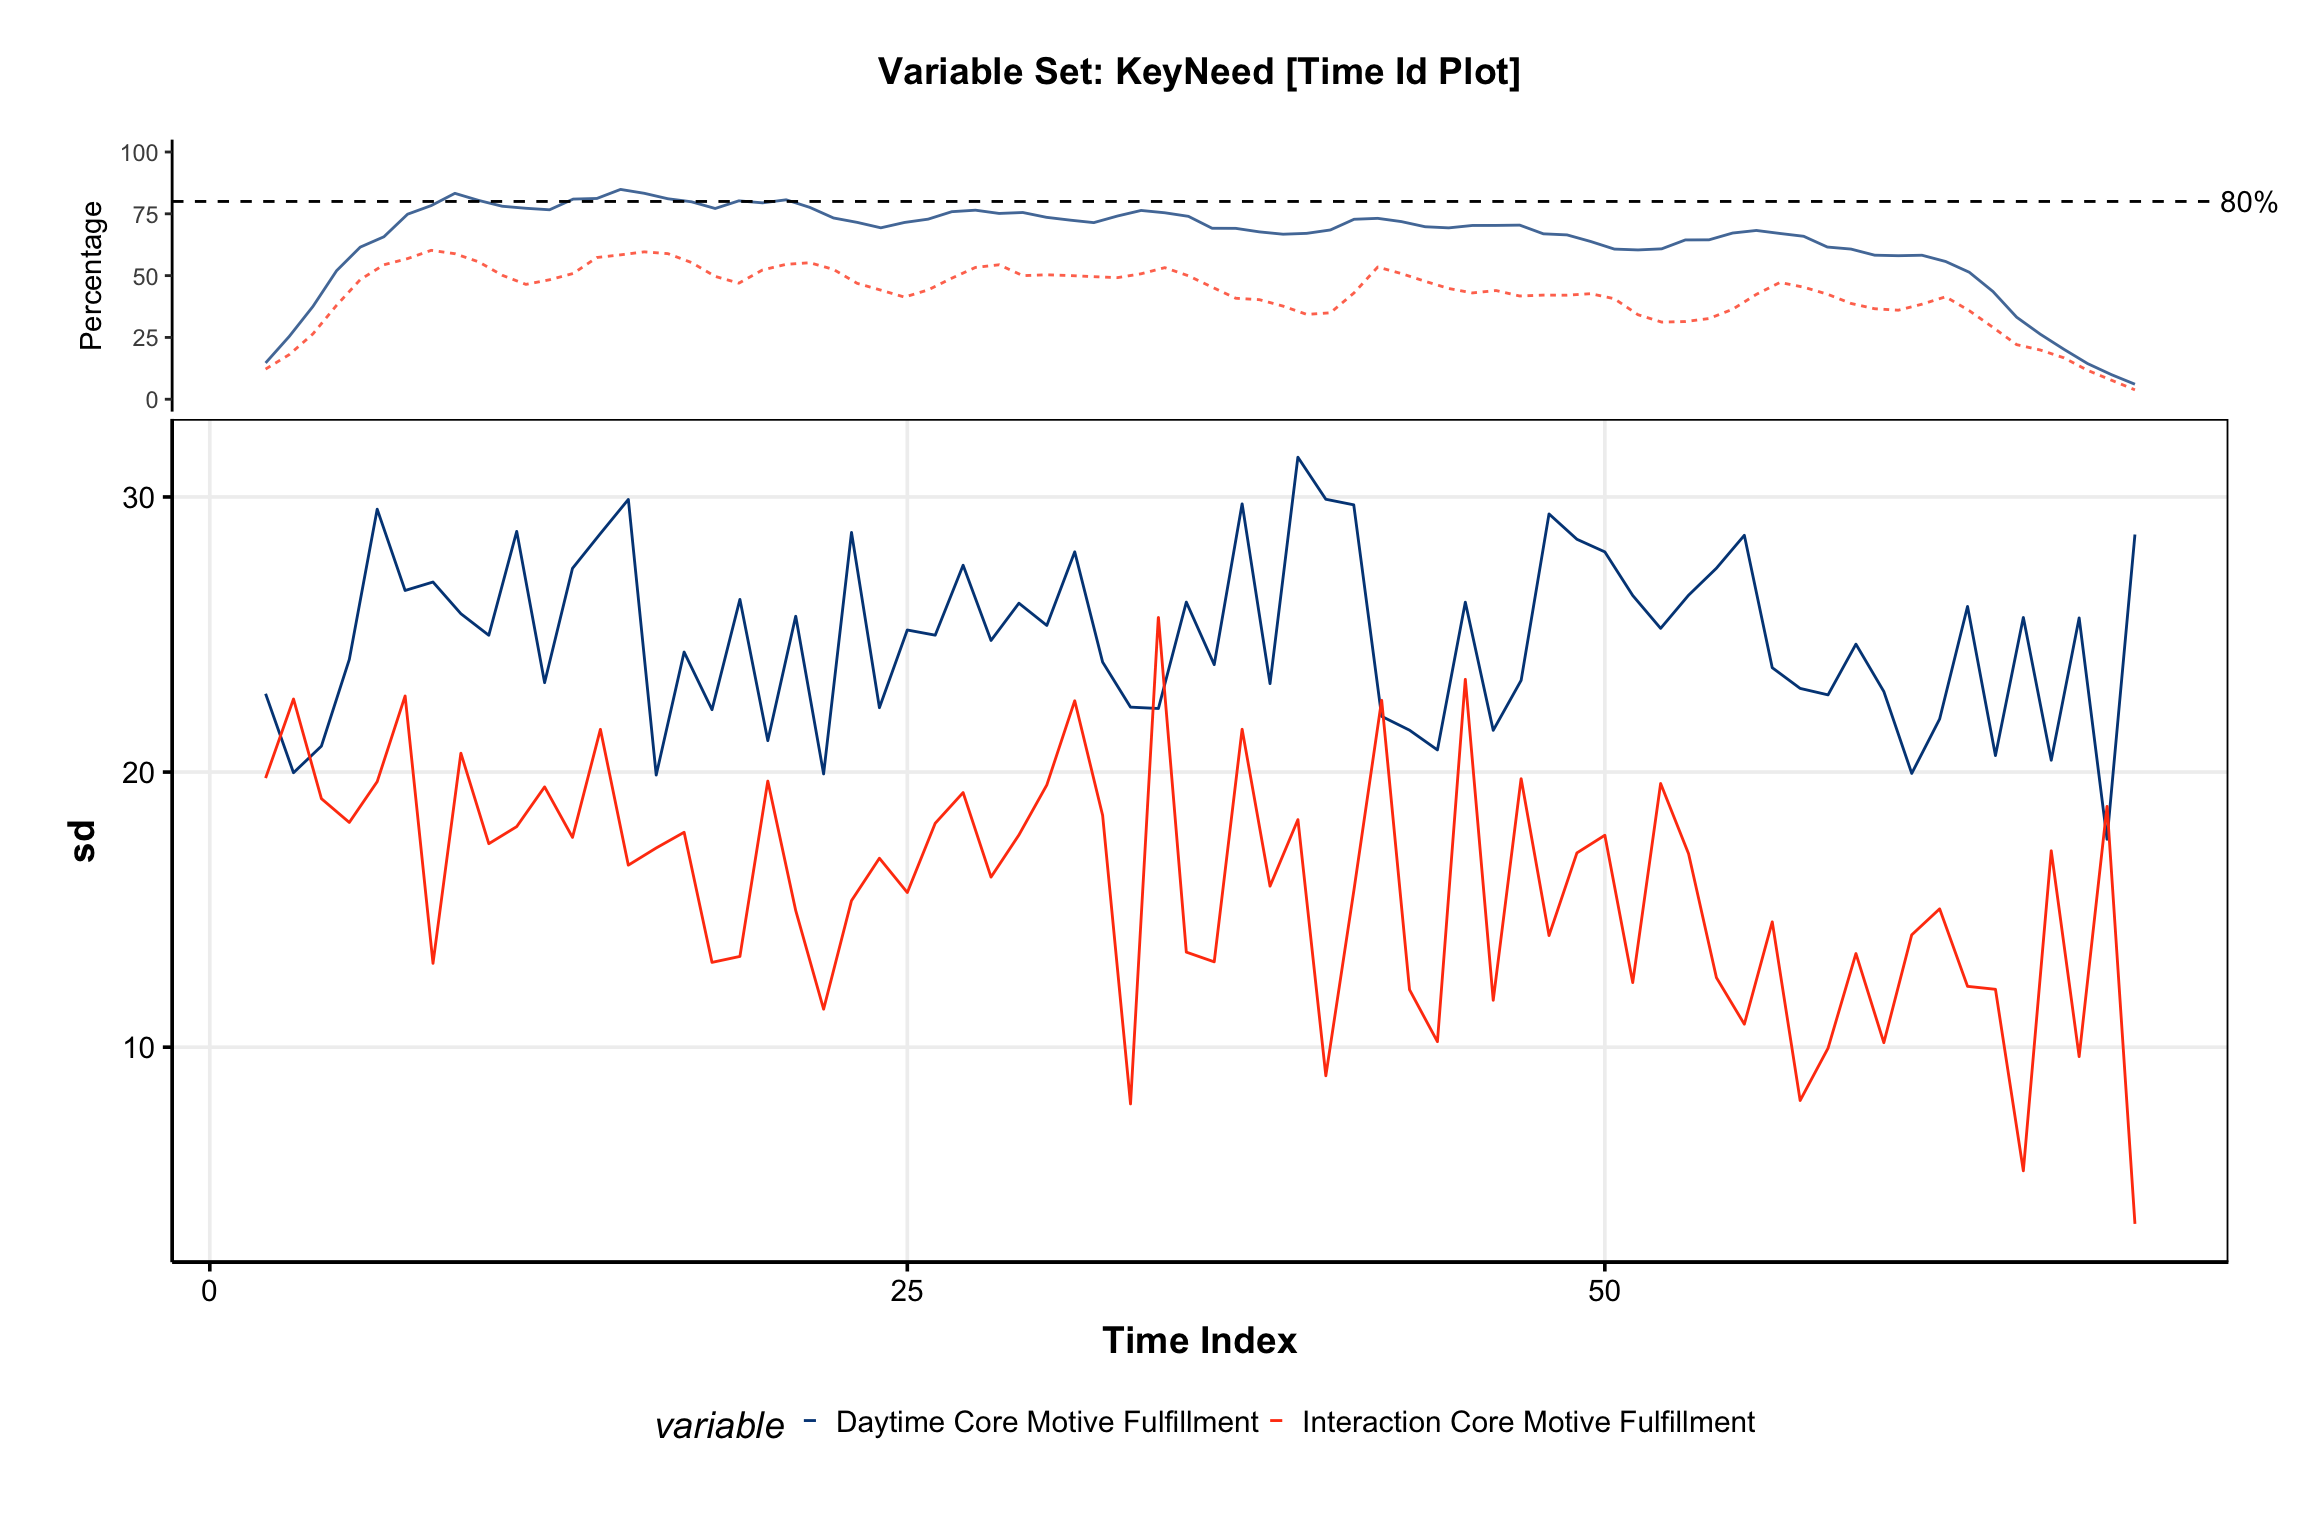 Variable Set: KeyNeed [Time Id Plot]
100
75
50
25
0
Percentage
80%
30
20
10
sd
0 25 50
Time Index
variable Daytime Core Motive Fulfillment Interaction Core Motive Fulfillment